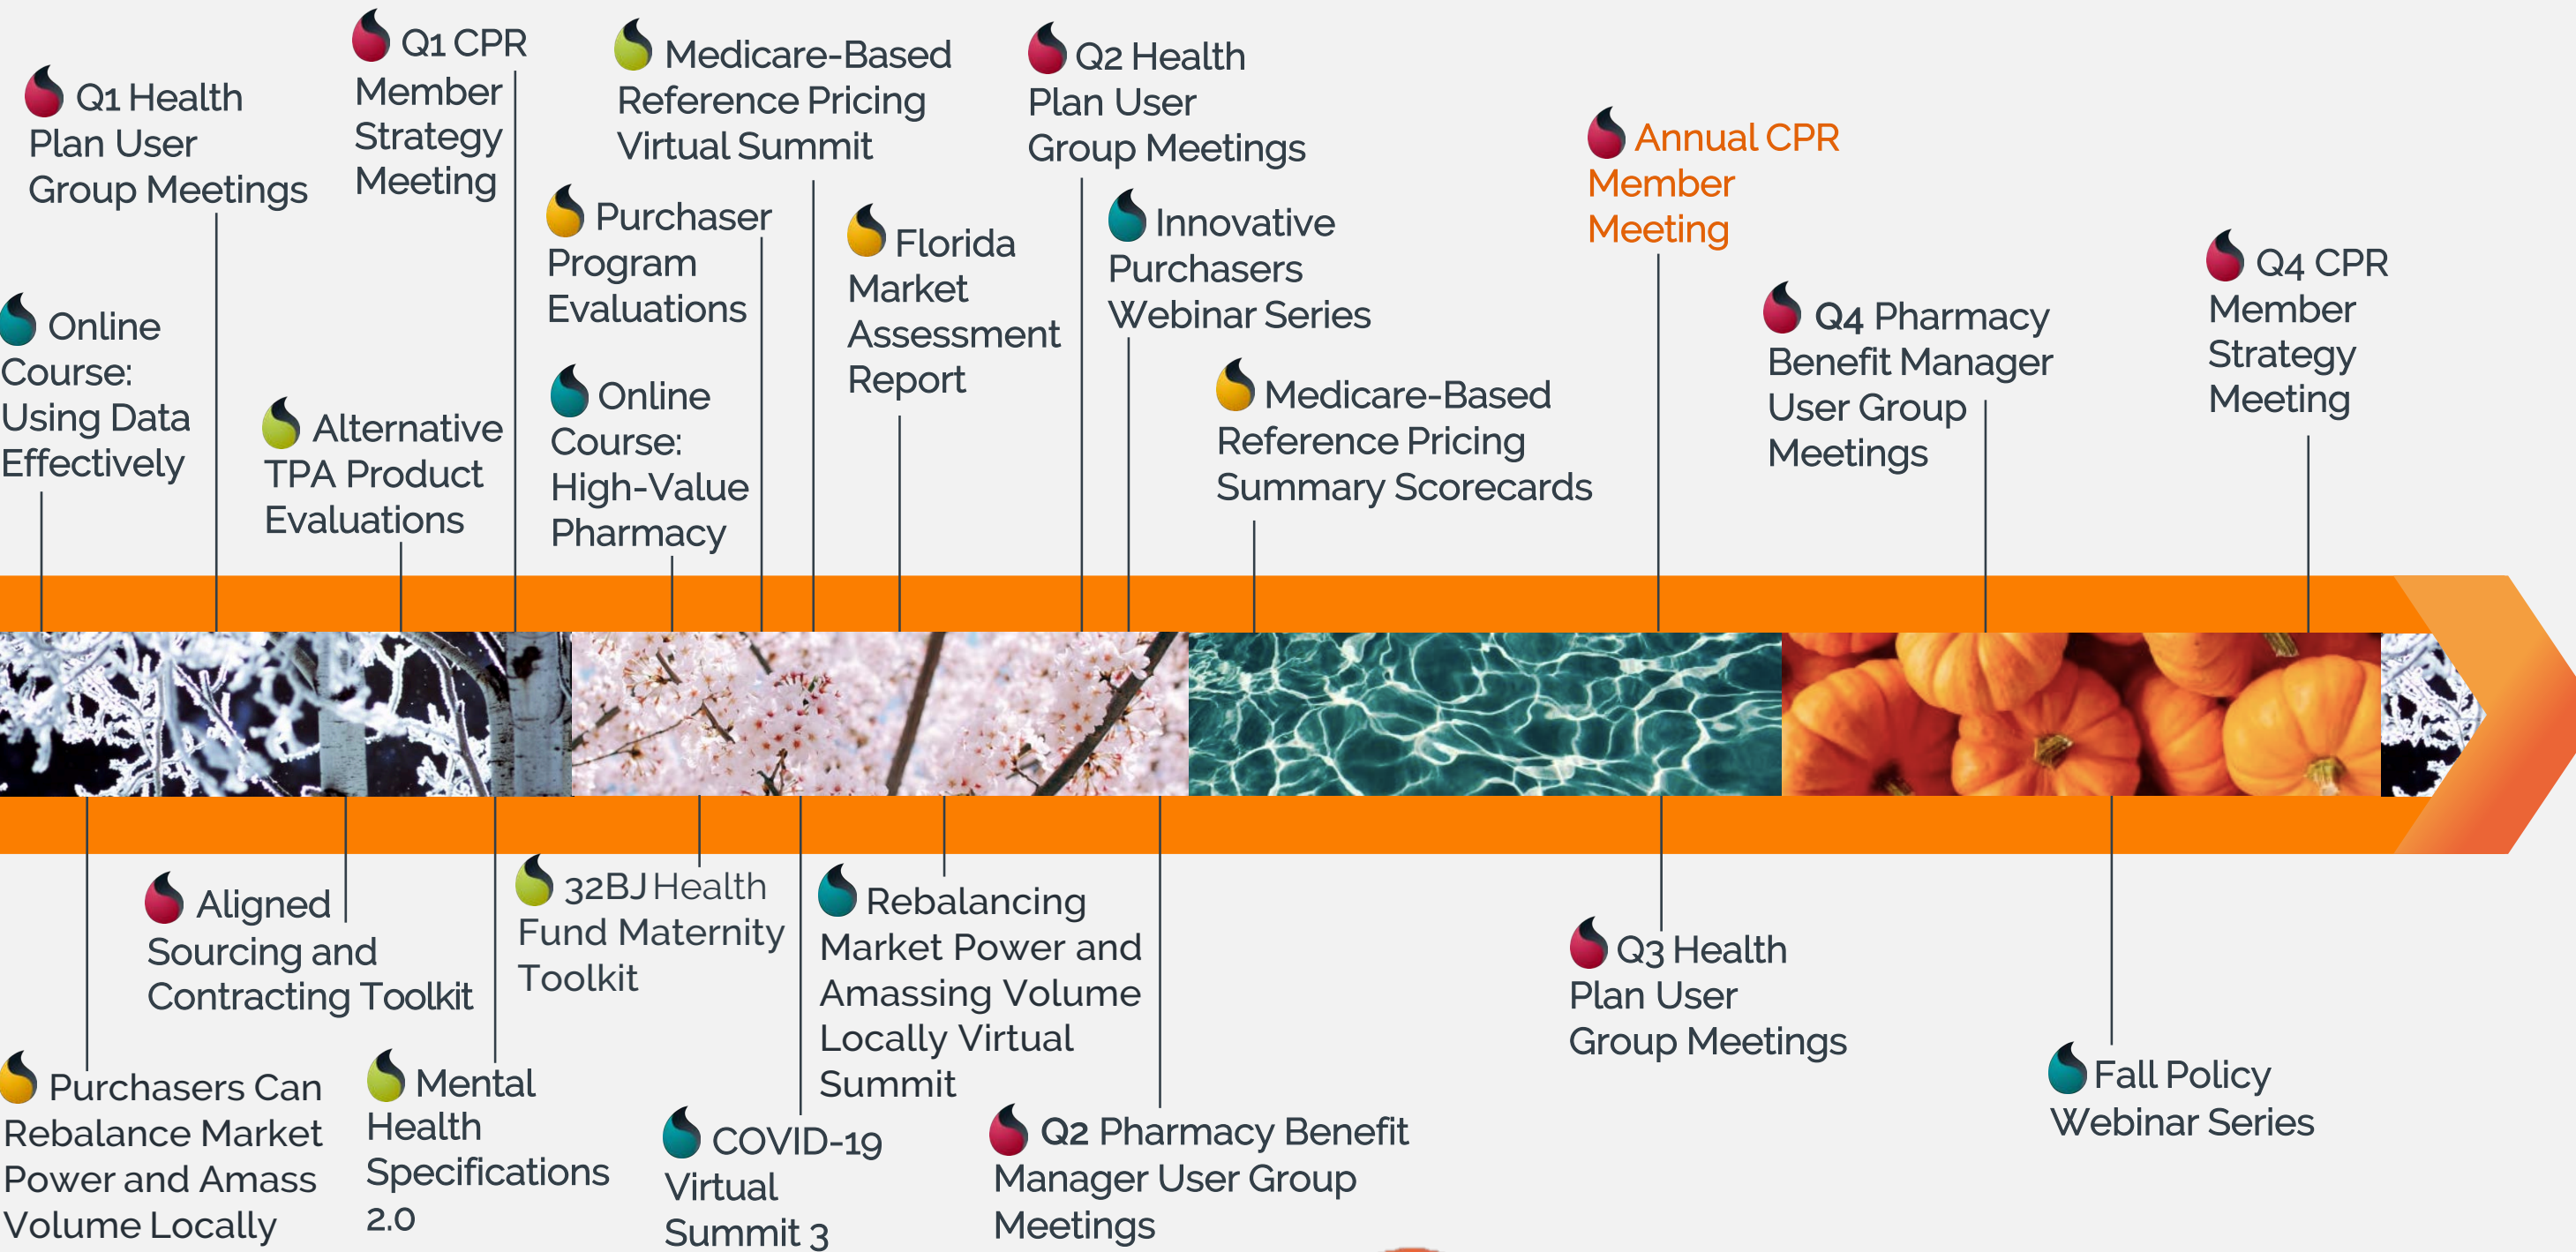 Q1 Health
Plan User
Group Meetings
Q1 CPR
Member
Strategy
Meeting
Medicare-Based
Reference Pricing
Virtual Summit
Q2 Health
Plan User
Group Meetings
Annual CPR
Member
Meeting
Purchaser
Program
Evaluations
Florida
Market
Assessment
Report
Innovative
Purchasers
Webinar Series
Q4 CPR
Member
Strategy
Meeting
Online
Course:
Using Data
Effectively
Alternative
TPA Product
Evaluations
Online
Course:
High-Value
Pharmacy
Medicare-Based
Reference Pricing
Summary Scorecards
Q4 Pharmacy
Benefit Manager
User Group
Meetings
Aligned
Sourcing and
Contracting Toolkit
32BJ Health
Fund Maternity
Toolkit
Rebalancing
Market Power and
Amassing Volume
Locally Virtual
Summit
Q3 Health
Plan User
Group Meetings
Purchasers Can
Rebalance Market
Power and Amass
Volume Locally
Mental
Health
Specifications
2.0
COVID-19
Virtual
Summit 3
Q2 Pharmacy Benefit
Manager User Group
Meetings
Fall Policy
Webinar Series